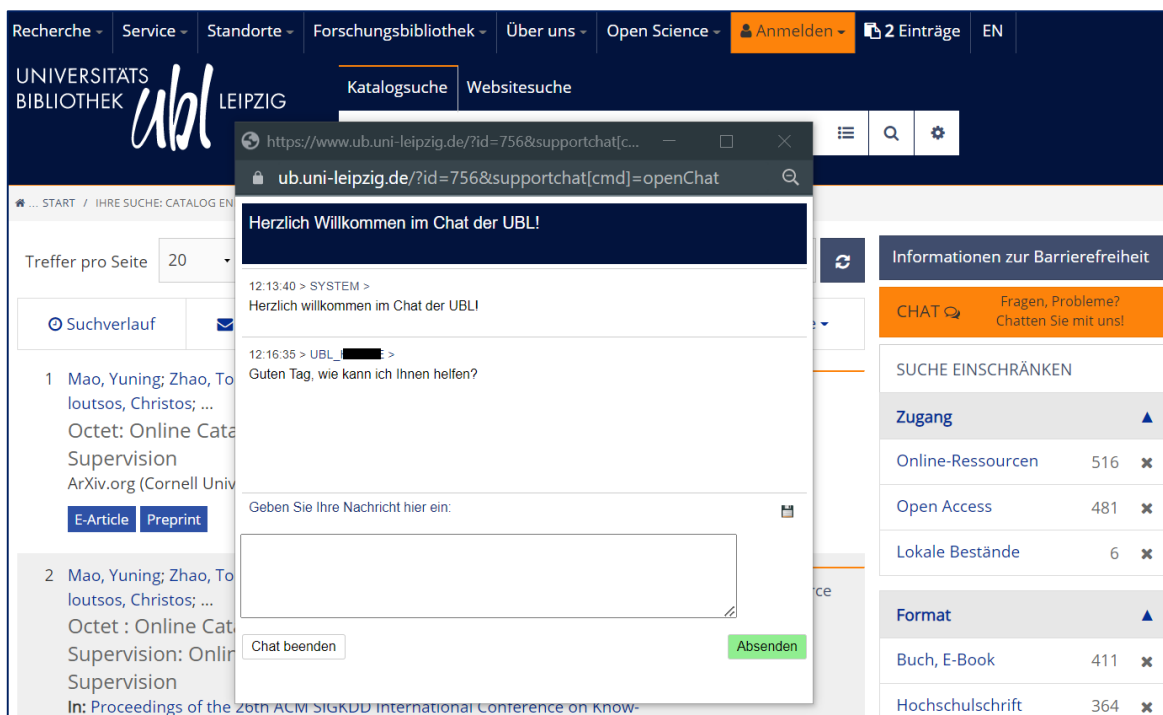 Recherche Service Standorte Forschungsbibliothek Über uns Open Science Anmelden 2 Einträge EN
UNIVERSITÄTS
BIBLIOTHEK ubl LEIPZIG
Katalogsuche Websitesuche
https://www.ub.uni-leipzig.de/?id=756&supportchat[c...
ub.uni-leipzig.de/?id=756&supportchat[cmd]=openChat
... START / IHRE SUCHE: CATALOG EN
Herzlich Willkommen im Chat der UBL!
12:13:40 > SYSTEM >
Herzlich willkommen im Chat der UBL!
12:16:35 > UBL_ >
Guten Tag, wie kann ich Ihnen helfen?
Geben Sie Ihre Nachricht hier ein:
Chat beenden Absenden
Treffer pro Seite 20
Suchverlauf
1 Mao, Yuning; Zhao, To
loutsos, Christos; ...
Octet: Online Cata
Supervision
ArXiv.org (Cornell Univ
E-Article Preprint
2 Mao, Yuning; Zhao, To
loutsos, Christos; ...
Octet : Online Cata
Supervision: Onlin
Supervision
In: Proceedings of the 26th ACM SIGKDD International Conference on Know-
Informationen zur Barrierefreiheit
CHAT Fragen, Probleme?
Chatten Sie mit uns!
SUCHE EINSCHRÄNKEN
Zugang
Online-Ressourcen 516
Open Access 481
Lokale Bestände 6
Format
Buch, E-Book 411
Hochschulschrift 364